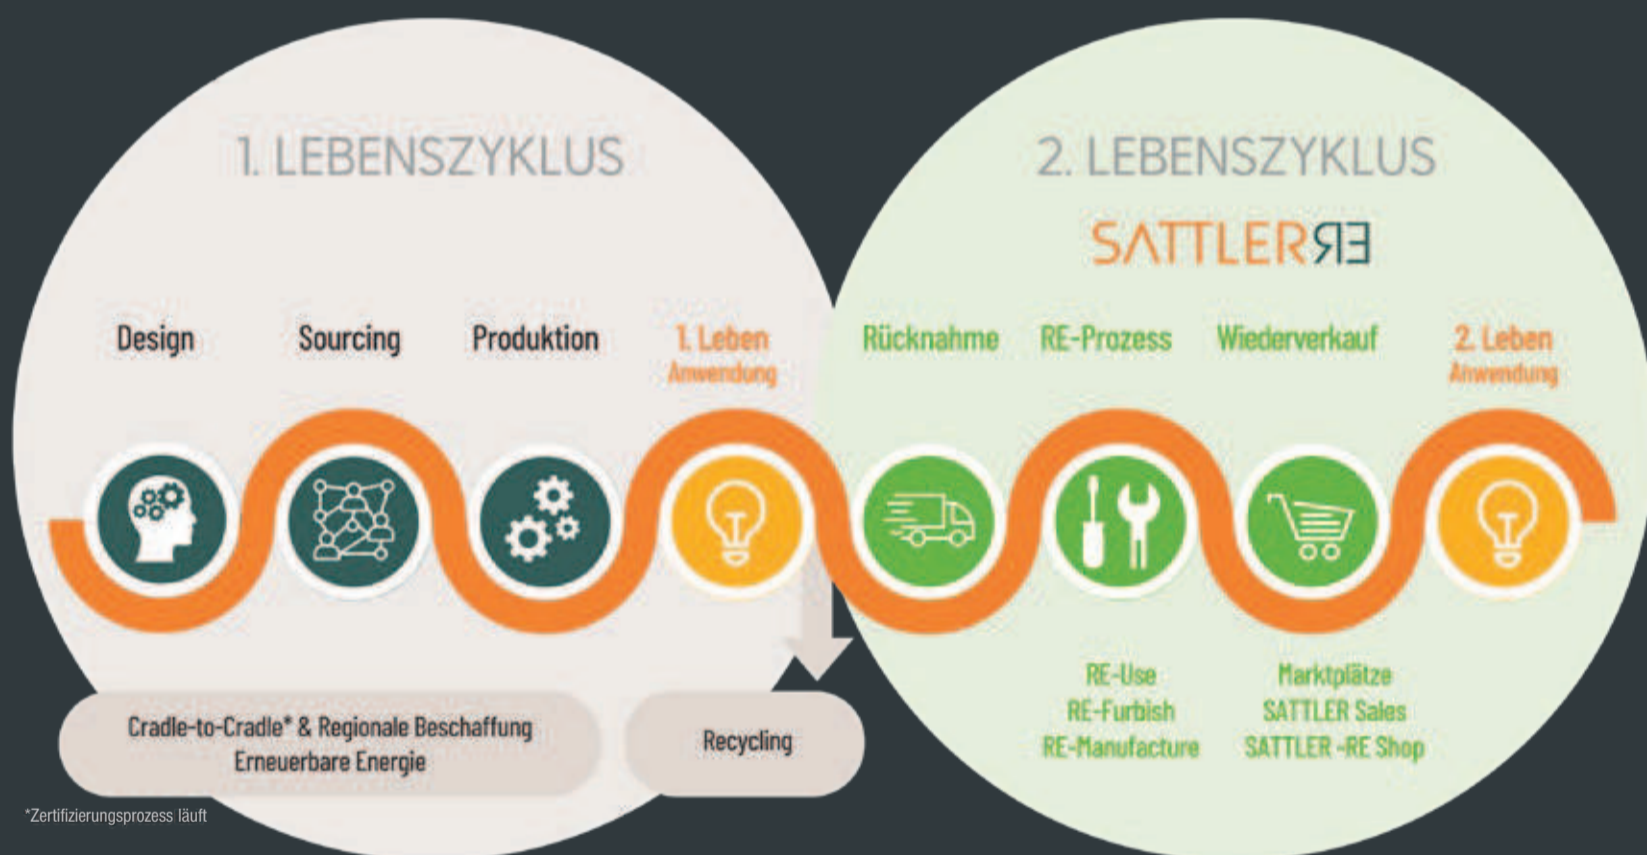 1. LEBENSZYKLUS
2. LEBENSZYKLUS
SATTLERRE
Design
Sourcing
Produktion
1. Leben
Anwendung
Rücknahme
RE-Prozess
Wiederverkauf
2. Leben
Anwendung
Cradle-to-Cradle* & Regionale Beschaffung
Erneuerbare Energie
Recycling
RE-Use
RE-Furbish
RE-Manufacture
Marktplätze
SATTLER Sales
SATTLER -RE Shop
*Zertifizierungsprozess läuft